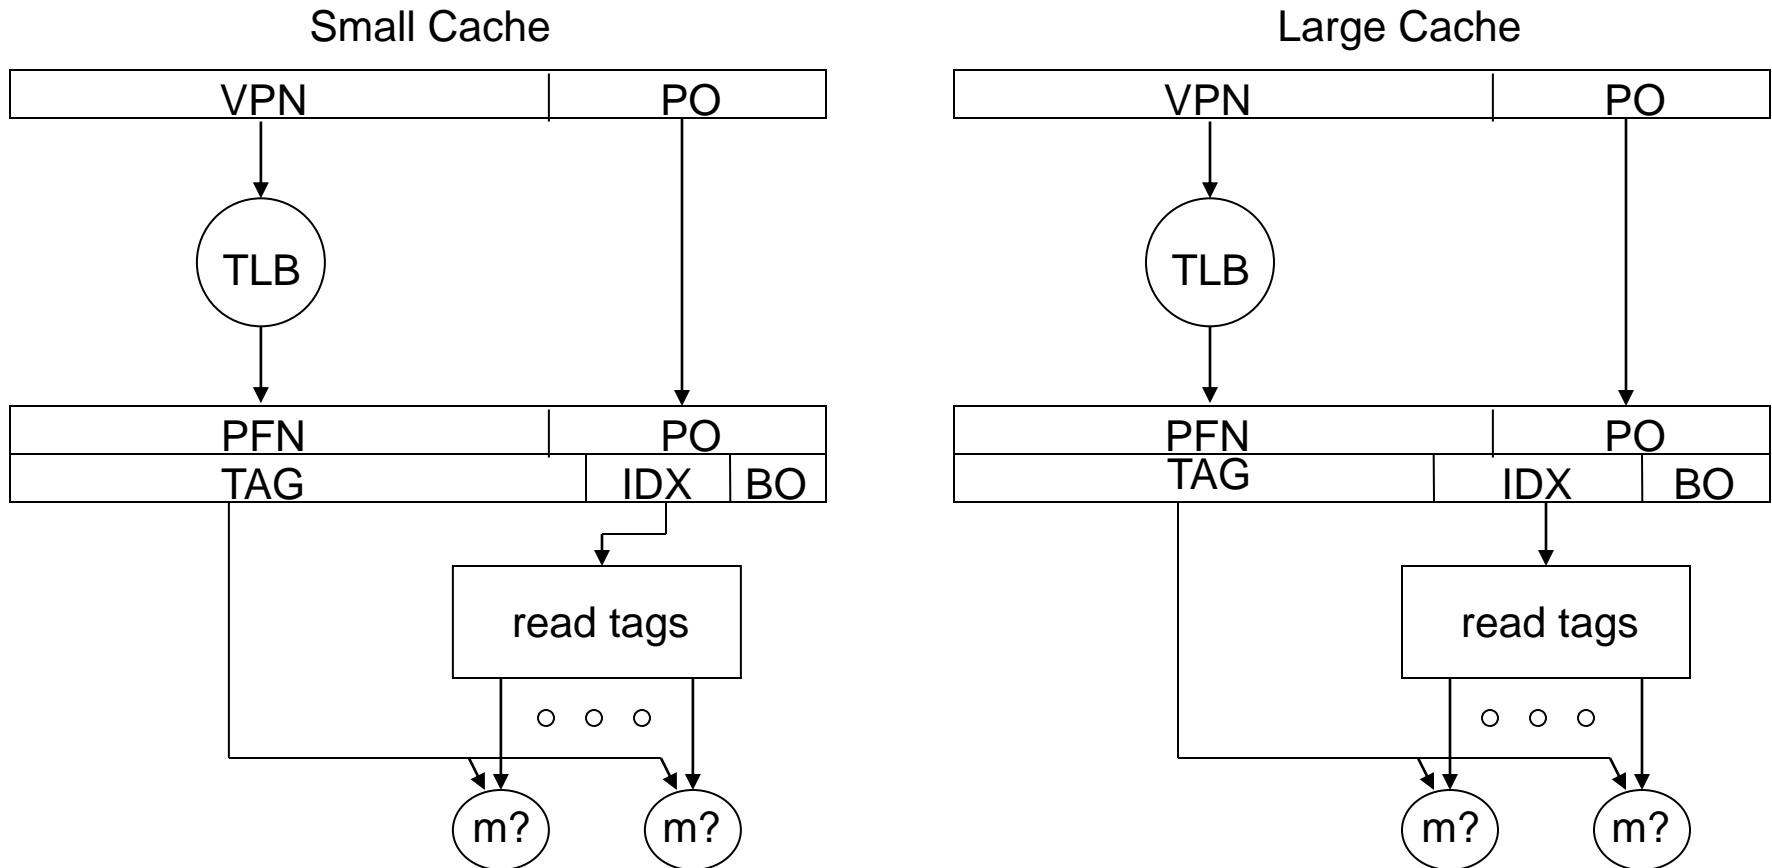 Small Cache
VPN PO
TLB
PFN PO
TAG IDX BO
read tags
m? m?
Large Cache
VPN PO
TLB
PFN PO
TAG IDX BO
read tags
m? m?